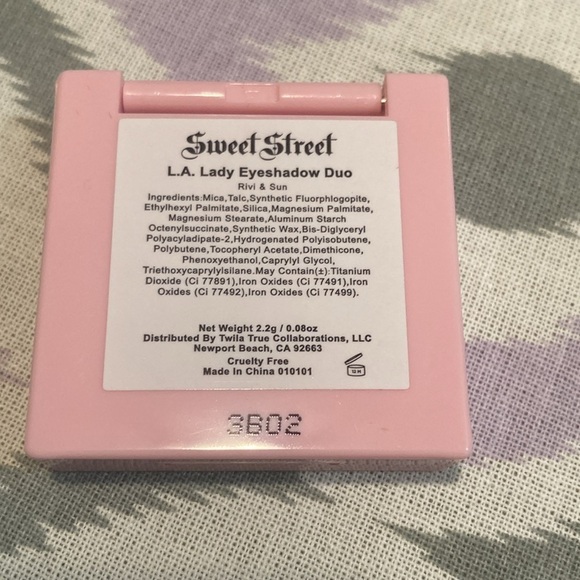 Sweet Street
L.A. Lady Eyeshadow Duo
Rivi & Sun
Ingredients:Mica,Talc,Synthetic Fluorphlogopite,
Ethylhexyl Palmitate,Silica,Magnesium Palmitate,
Magnesium Stearate,Aluminum Starch
Octenylsuccinate,Synthetic Wax,Bis-Diglyceryl
Polyacyladipate-2,Hydrogenated Polyisobutene,
Polybutene,Tocopheryl Acetate,Dimethicone,
Phenoxyethanol,Caprylyl Glycol,
Triethoxycaprylyisilane.May Contain(±):Titanium
Dioxide (Ci 77891),Iron Oxides (Ci 77491),Iron
Oxides (Ci 77492),Iron Oxides (Ci 77499).
Net Weight 2.2g / 0.08oz
Distributed By Twila True Collaborations, LLC
Newport Beach, CA 92663
Cruelty Free
Made In China 010101
12 M
3602